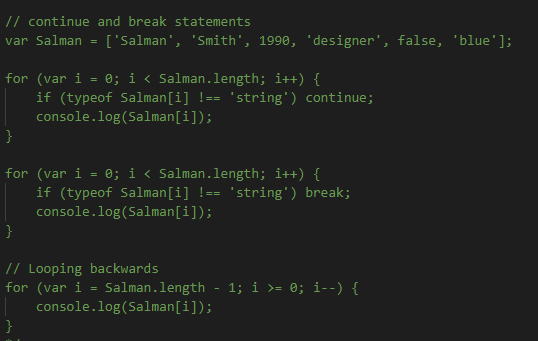 // continue and break statements
var Salman = ['Salman', 'Smith', 1990, 'designer', false, 'blue'];
for (var i = 0; i < Salman.length; i++) {
    if (typeof Salman[i] !== 'string') continue;
    console.log(Salman[i]);
}
for (var i = 0; i < Salman.length; i++) {
    if (typeof Salman[i] !== 'string') break;
    console.log(Salman[i]);
}
// Looping backwards
for (var i = Salman.length - 1; i >= 0; i--) {
    console.log(Salman[i]);
}